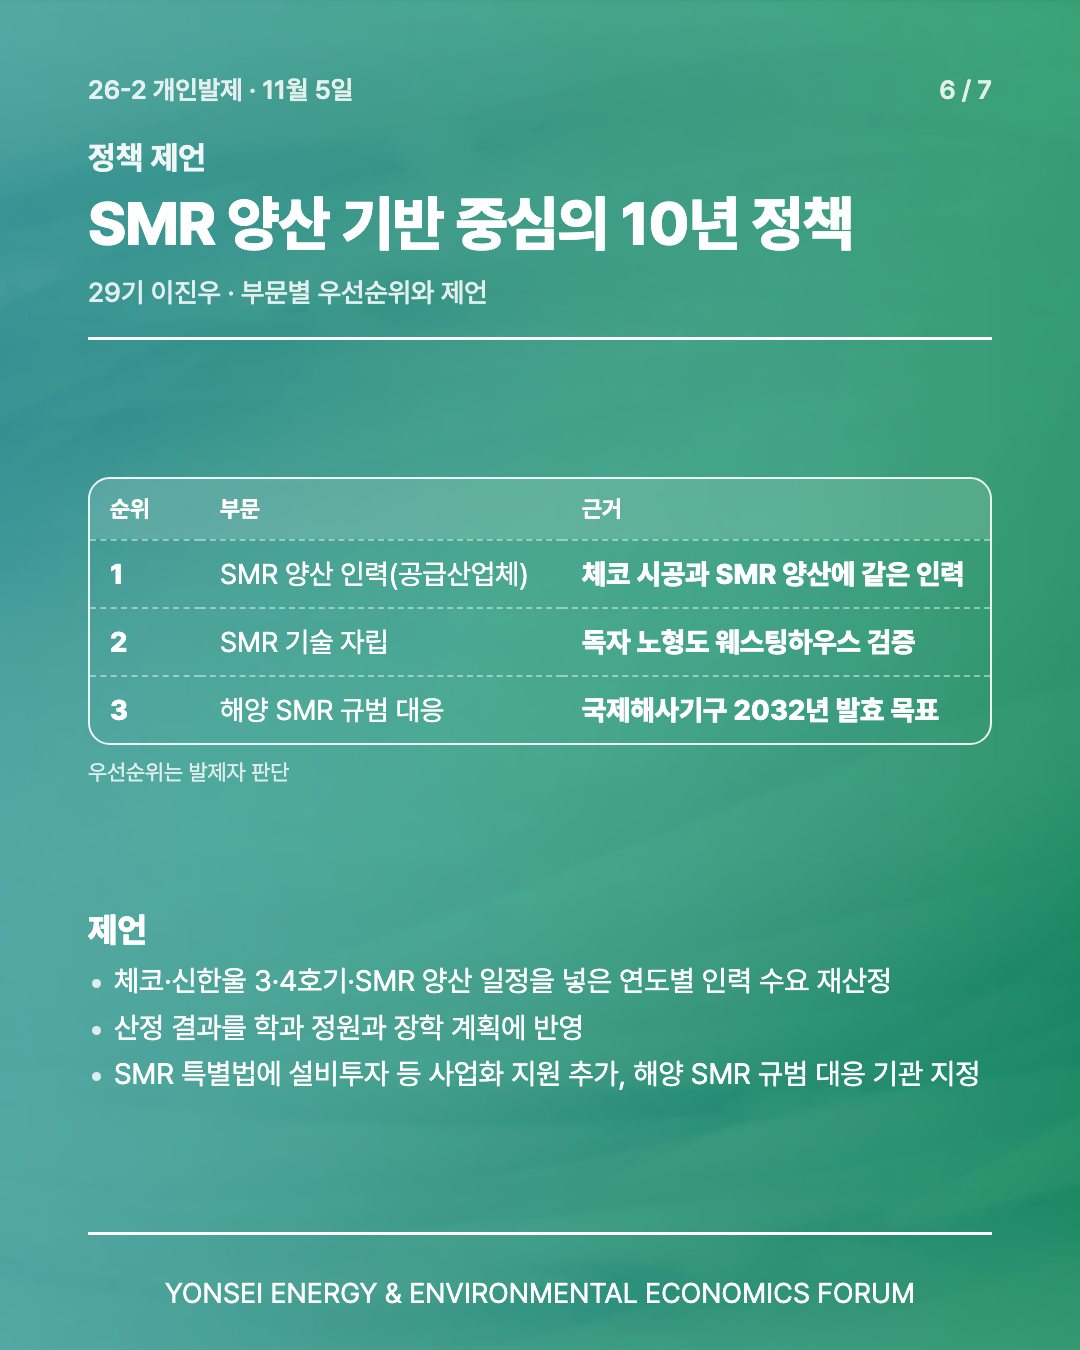 26-2 개인발제 · 11월 5일
6 / 7
정책 제언
SMR 양산 기반 중심의 10년 정책
29기 이진우 · 부문별 우선순위와 제언
순위 부문 근거
1 SMR 양산 인력(공급산업체) 체코 시공과 SMR 양산에 같은 인력
2 SMR 기술 자립 독자 노형도 웨스팅하우스 검증
3 해양 SMR 규범 대응 국제해사기구 2032년 발효 목표
우선순위는 발제자 판단
제언
• 체코·신한울 3·4호기·SMR 양산 일정을 넣은 연도별 인력 수요 재산정
• 산정 결과를 학과 정원과 장학 계획에 반영
• SMR 특별법에 설비투자 등 사업화 지원 추가, 해양 SMR 규범 대응 기관 지정
YONSEI ENERGY & ENVIRONMENTAL ECONOMICS FORUM